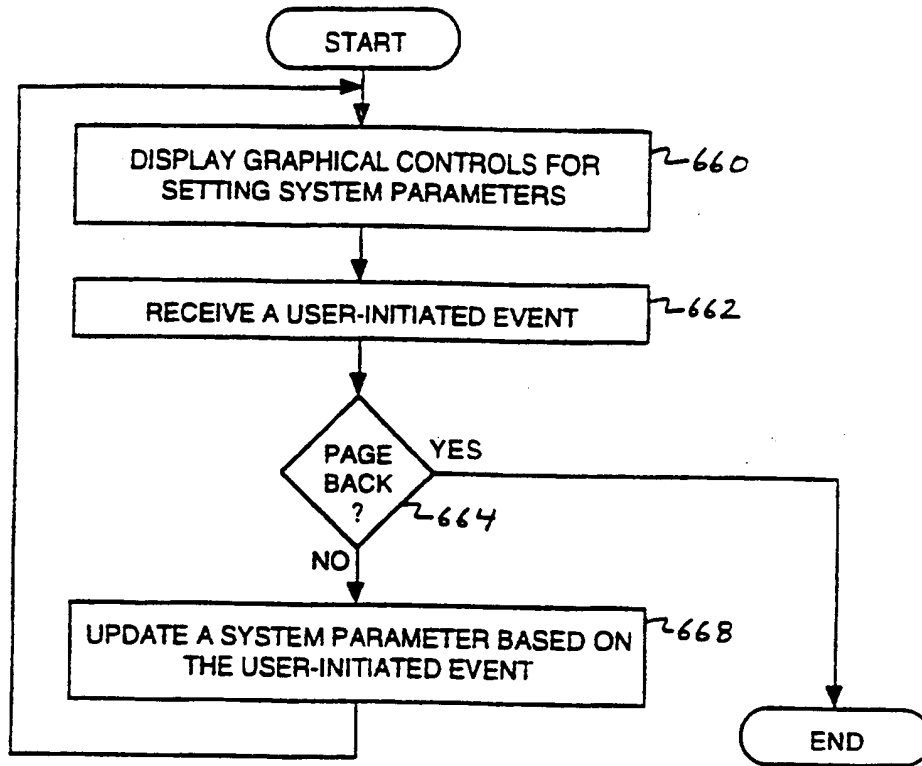 START
DISPLAY GRAPHICAL CONTROLS FOR
SETTING SYSTEM PARAMETERS
660
RECEIVE A USER-INITIATED EVENT
662
PAGE
BACK
?
YES
664
NO
UPDATE A SYSTEM PARAMETER BASED ON
THE USER-INITIATED EVENT
668
END